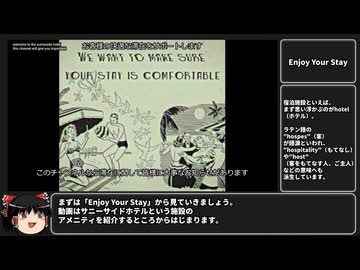 welcome to the sunnyside hotel
this channel will give you important
お客様の快適な滞在をサポートします
WE WANT TO MAKE SURE
YOUR STAY IS COMFORTABLE
このチャンネルから滞在に関して皆様に大事なお知らせがあります
Enjoy Your Stay
宿泊施設といえば、
まず思い浮かぶのがhotel
（ホテル）。
ラテン語の
"hospes"（客）
が語源といわれ、
"hospitality"（もてなし）
や"host"
（客をもてなす人、ご主人）
などの意味へも
派生しています。
まずは「Enjoy Your Stay」から見ていきましょう。
動画はサニーサイドホテルという施設の
アメニティを紹介するところからはじまります。